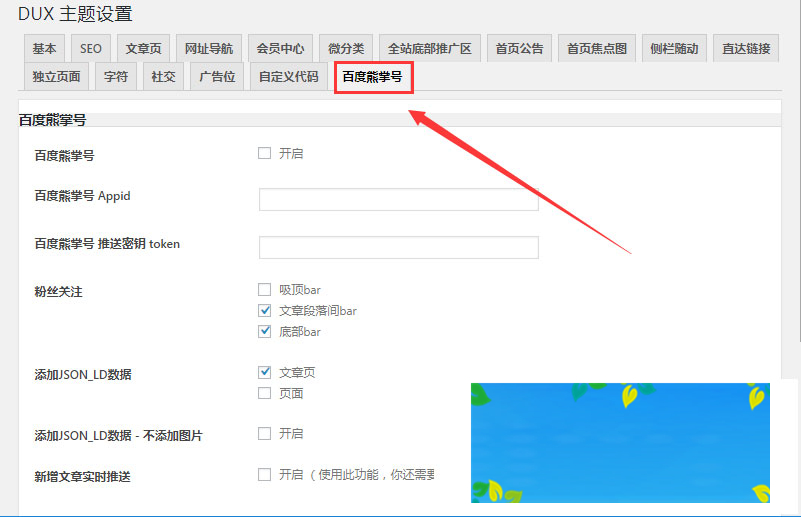 DUX 主题设置
基本 SEO 文章页 网址导航 会员中心 微分类 全站底部推广区 首页公告 首页焦点图 侧栏随动 直达链接
独立页面 字符 社交 广告位 自定义代码 百度熊掌号
百度熊掌号
百度熊掌号 开启
百度熊掌号 Appid
百度熊掌号 推送密钥 token
粉丝关注 吸顶bar
文章段落间bar
底部bar
添加JSON_LD数据 文章页
页面
添加JSON_LD数据 - 不添加图片 开启
新增文章实时推送 开启（使用此功能，你还需要